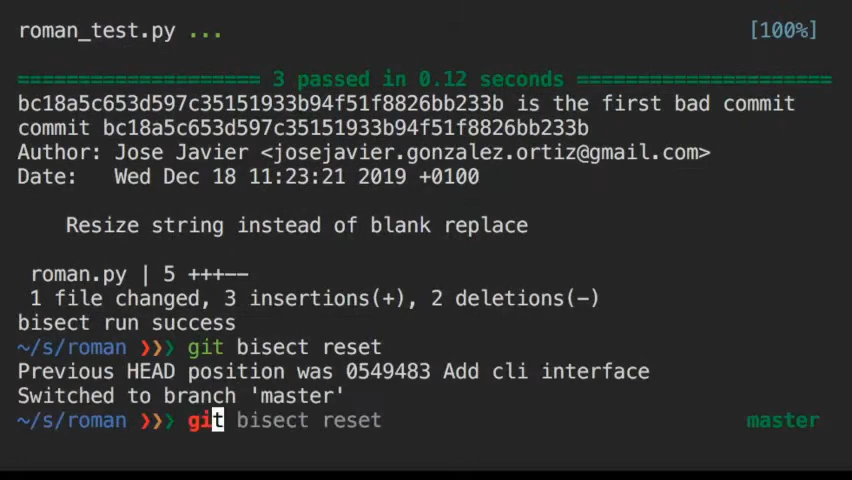 roman_test.py ... [100%]
==================== 3 passed in 0.12 seconds =====================
bc18a5c653d597c35151933b94f51f8826bb233b is the first bad commit
commit bc18a5c653d597c35151933b94f51f8826bb233b
Author: Jose Javier <josejavier.gonzalez.ortiz@gmail.com>
Date:   Wed Dec 18 11:23:21 2019 +0100
Resize string instead of blank replace
roman.py | 5 +++--
1 file changed, 3 insertions(+), 2 deletions(-)
bisect run success
~/s/roman ❯❯❯ git bisect reset
Previous HEAD position was 0549483 Add cli interface
Switched to branch 'master'
~/s/roman ❯❯❯ git bisect reset master